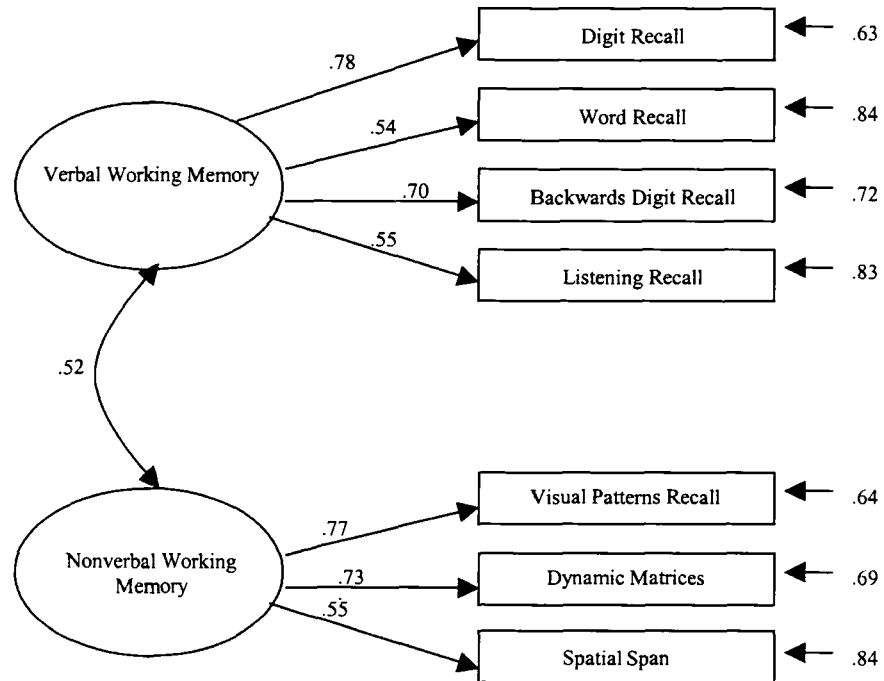 Digit Recall
.63
.78
Word Recall
.84
.54
Verbal Working Memory
Backwards Digit Recall
.72
.70
.55
Listening Recall
.83
.52
Visual Patterns Recall
.64
.77
Nonverbal Working
Memory
.73
Dynamic Matrices
.69
.55
Spatial Span
.84